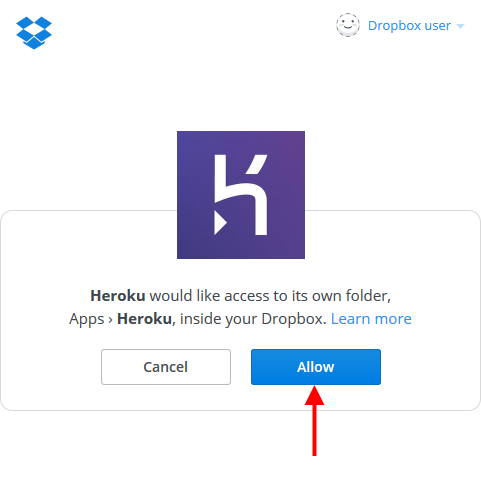 Dropbox user
Heroku would like access to its own folder,
Apps › Heroku, inside your Dropbox. Learn more
Cancel
Allow